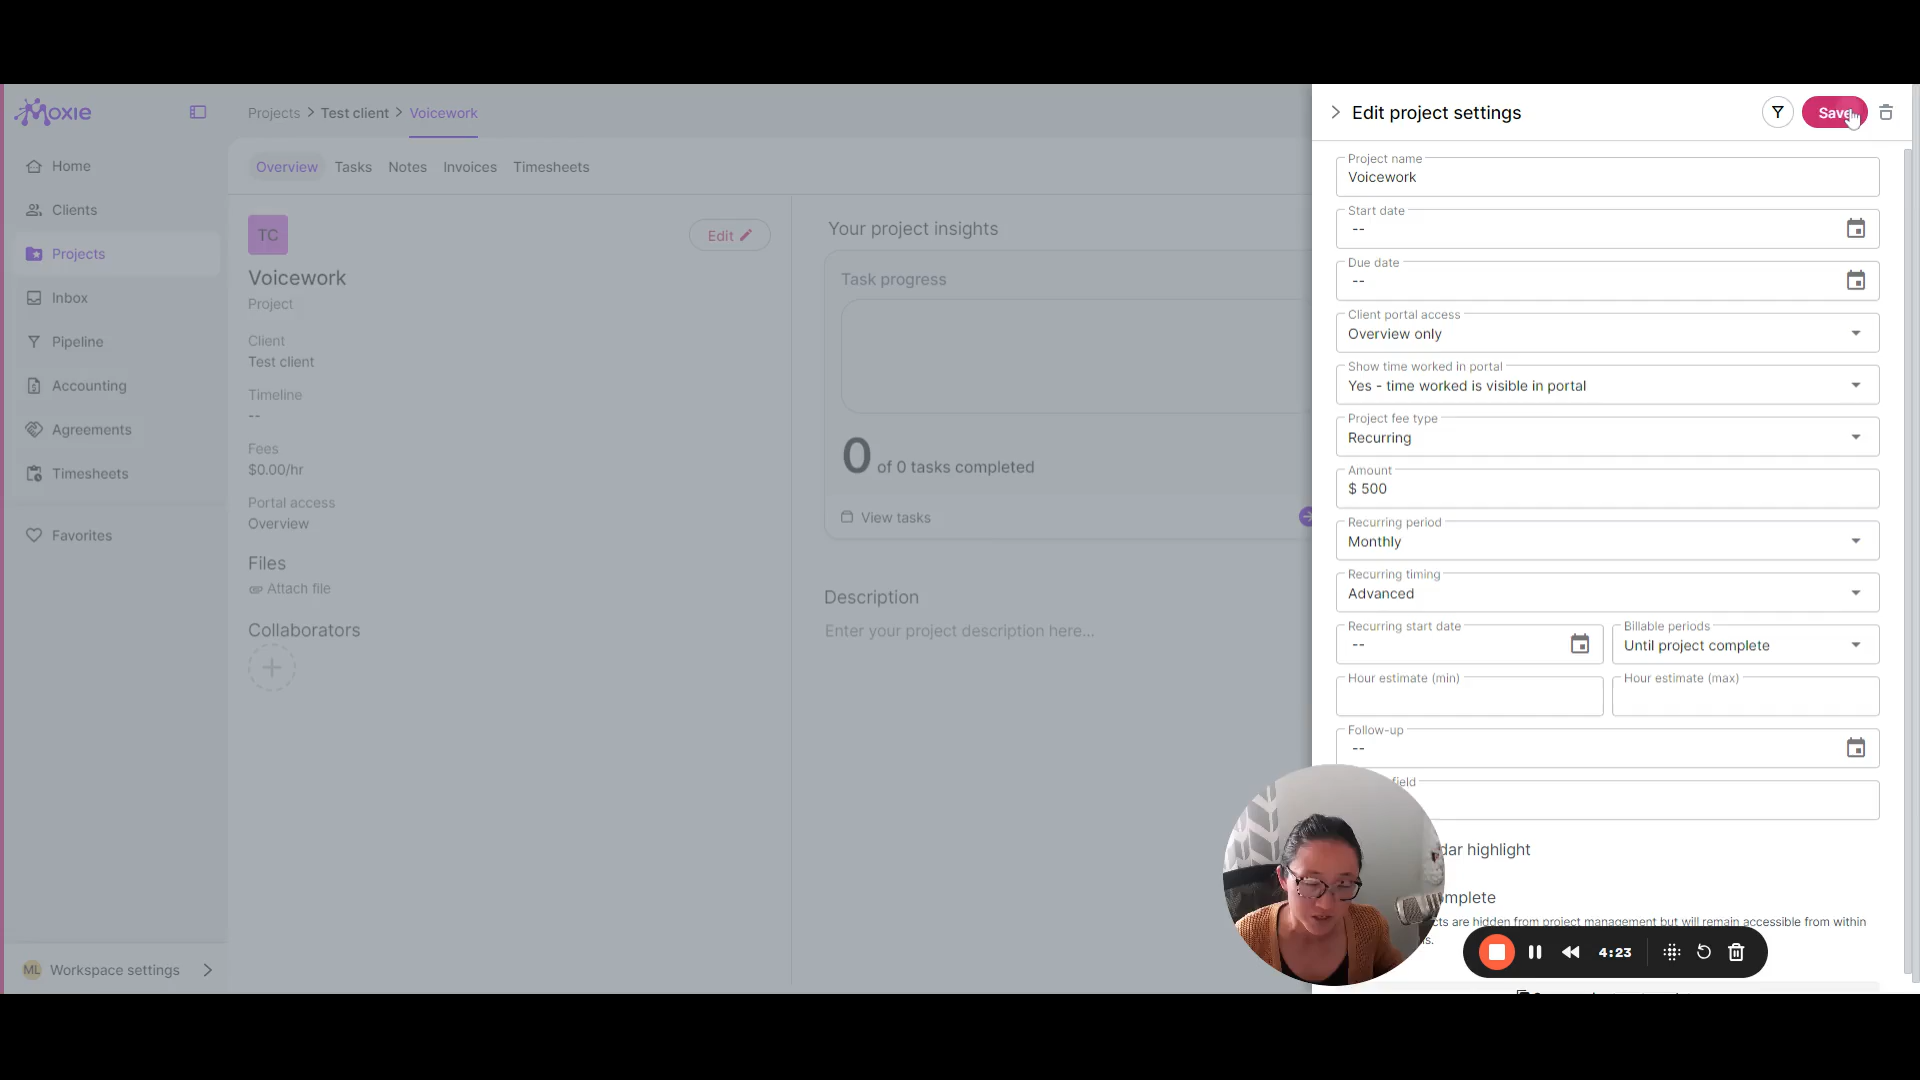 Moxie
Projects > Test client > Voicework
Edit project settings
Save
Home
Clients
Projects
Inbox
Pipeline
Accounting
Agreements
Timesheets
Favorites
ML
Workspace settings
Overview
Tasks
Notes
Invoices
Timesheets
TC
Edit
Voicework
Project
Client
Test client
Timeline
--
Fees
$0.00/hr
Portal access
Overview
Files
Attach file
Collaborators
Your project insights
Task progress
0 of 0 tasks completed
View tasks
Description
Enter your project description here...
Project name
Voicework
Start date
--
Due date
--
Client portal access
Overview only
Show time worked in portal
Yes - time worked is visible in portal
Project fee type
Recurring
Amount
$ 500
Recurring period
Monthly
Recurring timing
Advanced
Recurring start date
--
Billable periods
Until project complete
Hour estimate (min)
Hour estimate (max)
Follow-up
--
field
dar highlight
mplete
cts are hidden from project management but will remain accessible from within
4:23